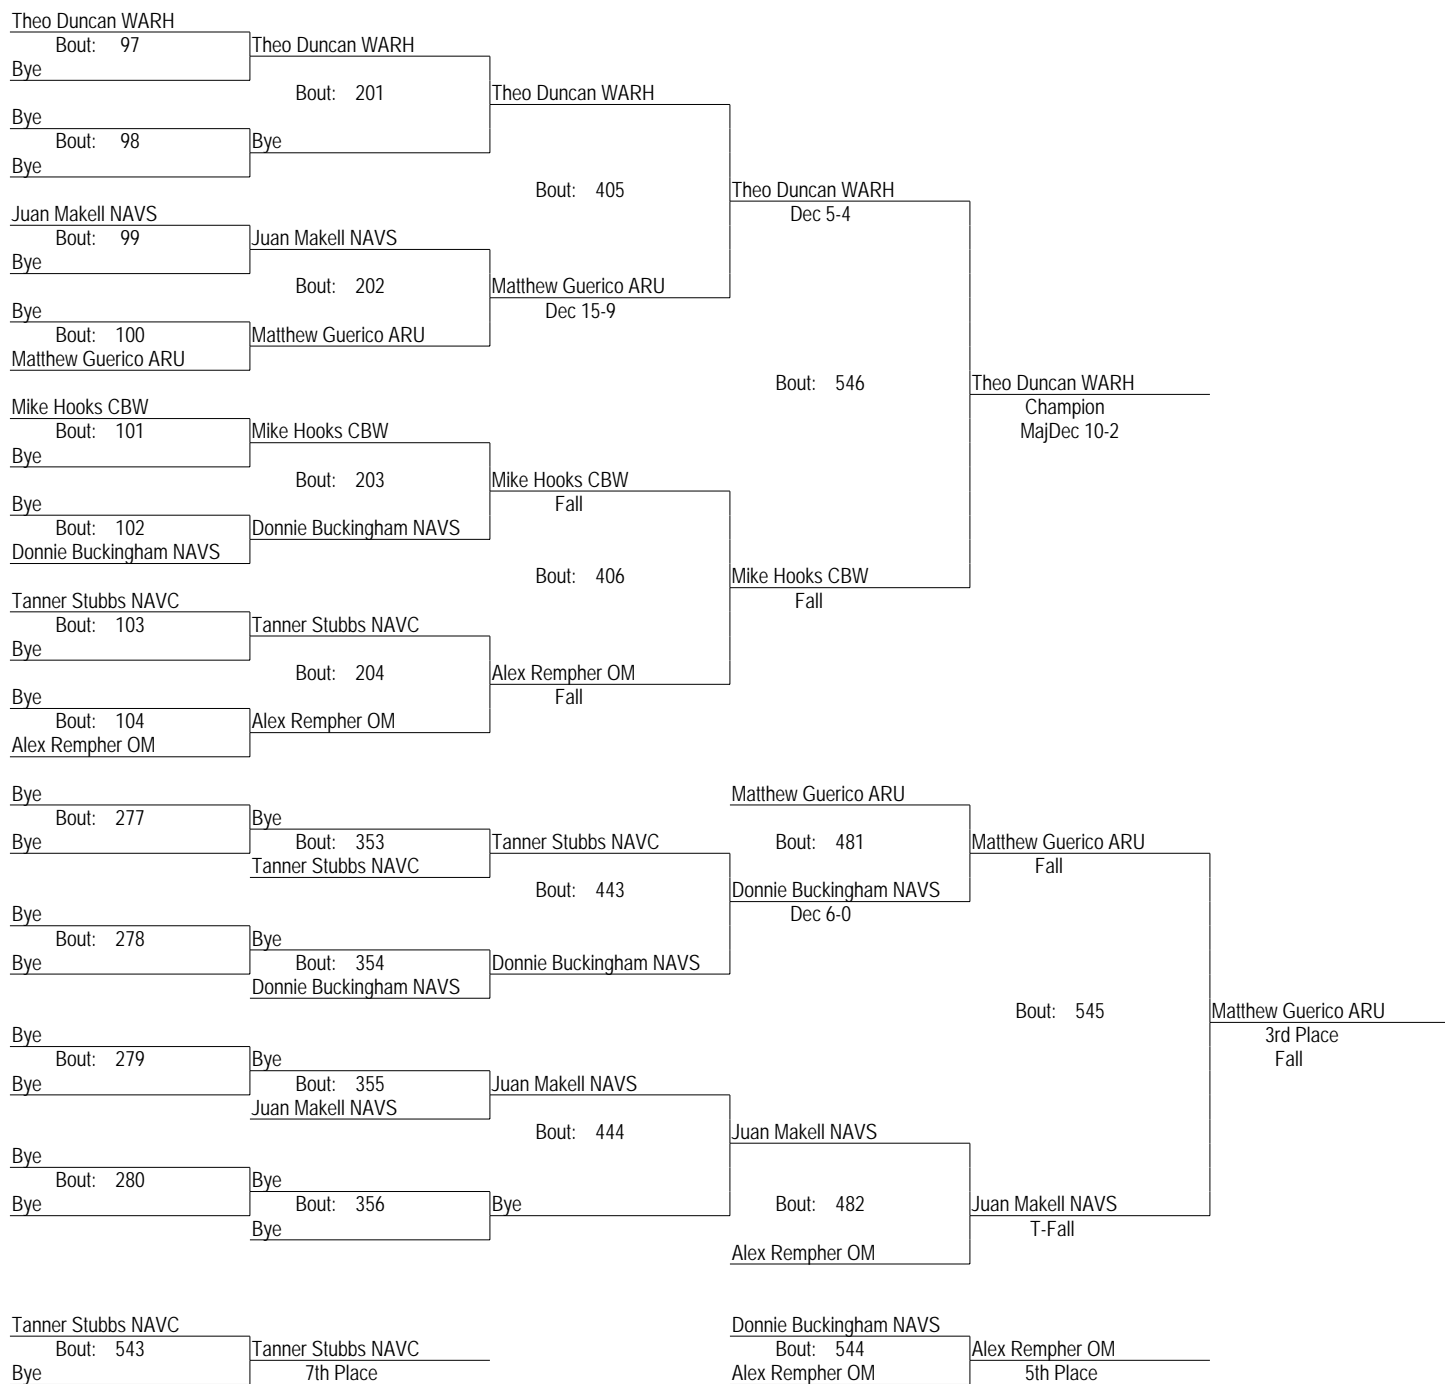 Theo Duncan WARH
Bout: 97 Theo Duncan WARH
Bye
Bout: 201 Theo Duncan WARH
Bye
Bout: 98 Bye
Bye
Bout: 405 Theo Duncan WARH
Juan Makell NAVS Dec 5-4
Bout: 99 Juan Makell NAVS
Bye
Bout: 202 Matthew Guerico ARU
Bye Dec 15-9
Bout: 100 Matthew Guerico ARU
Matthew Guerico ARU
Bout: 546 Theo Duncan WARH
Mike Hooks CBW Champion
Bout: 101 Mike Hooks CBW MajDec 10-2
Bye
Bout: 203 Mike Hooks CBW
Bye Fall
Bout: 102 Donnie Buckingham NAVS
Donnie Buckingham NAVS
Bout: 406 Mike Hooks CBW
Tanner Stubbs NAVC Fall
Bout: 103 Tanner Stubbs NAVC
Bye
Bout: 204 Alex Rempher OM
Bye Fall
Bout: 104 Alex Rempher OM
Alex Rempher OM
Bye Matthew Guerico ARU
Bout: 277 Bye
Bye Bout: 353 Tanner Stubbs NAVC Bout: 481 Matthew Guerico ARU
Tanner Stubbs NAVC Fall
Bout: 443 Donnie Buckingham NAVS
Bye Dec 6-0
Bout: 278 Bye
Bye Bout: 354 Donnie Buckingham NAVS
Donnie Buckingham NAVS
Bout: 545 Matthew Guerico ARU
Bye 3rd Place
Bout: 279 Bye Fall
Bye Bout: 355 Juan Makell NAVS
Juan Makell NAVS
Bout: 444 Juan Makell NAVS
Bye
Bout: 280 Bye
Bye Bout: 356 Bye Bout: 482 Juan Makell NAVS
Bye T-Fall
Alex Rempher OM
Tanner Stubbs NAVC Donnie Buckingham NAVS
Bout: 543 Tanner Stubbs NAVC Bout: 544 Alex Rempher OM
Bye 7th Place Alex Rempher OM 5th Place